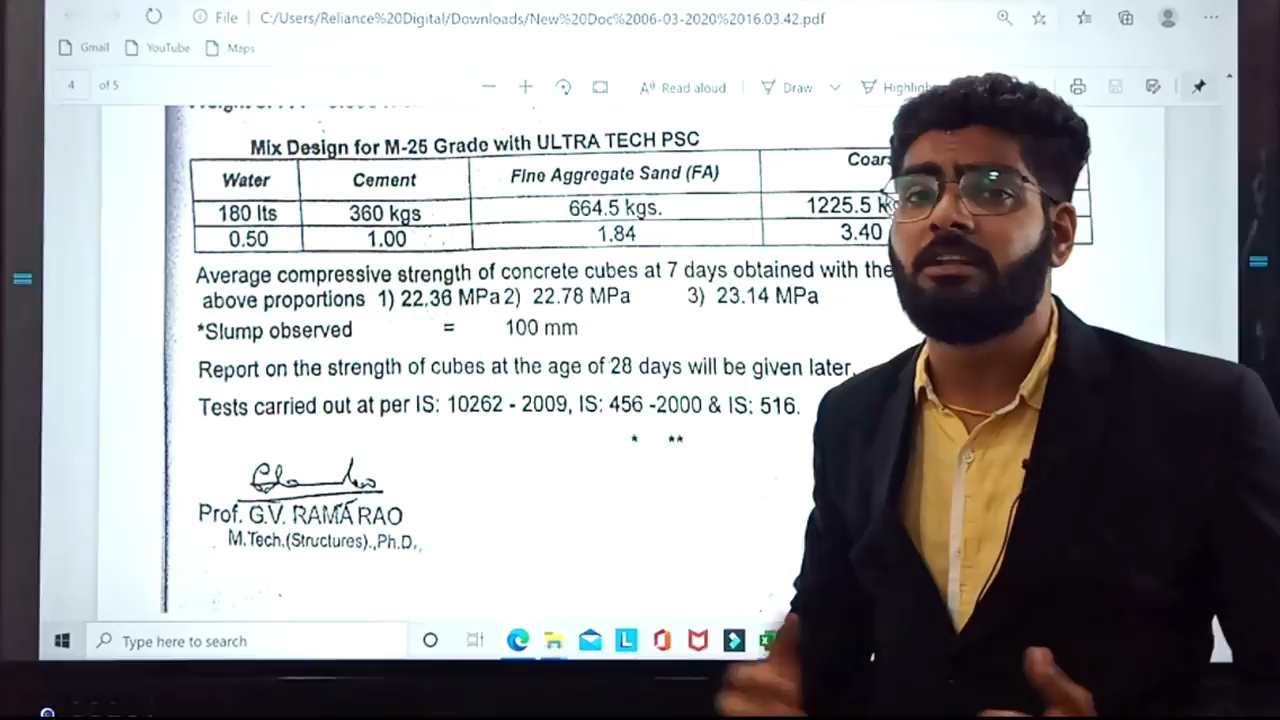 File | C:/Users/Reliance%20Digital/Downloads/New%20Doc%2006-03-2020%2016.03.42.pdf
Gmail YouTube Maps
4 of 5 Read aloud Draw
Mix Design for M-25 Grade with ULTRA TECH PSC
Water Cement Fine Aggregate Sand (FA) Coars
180 lts 360 kgs 664.5 kgs. 1225.5 k
0.50 1.00 1.84 3.40
Average compressive strength of concrete cubes at 7 days obtained with the
above proportions 1) 22.36 MPa 2) 22.78 MPa 3) 23.14 MPa
*Slump observed = 100 mm
Report on the strength of cubes at the age of 28 days will be given later.
Tests carried out at per IS: 10262 - 2009, IS: 456 -2000 & IS: 516.
* **
Prof. G.V. RAMA RAO
M.Tech.(Structures).,Ph.D.,
Type here to search